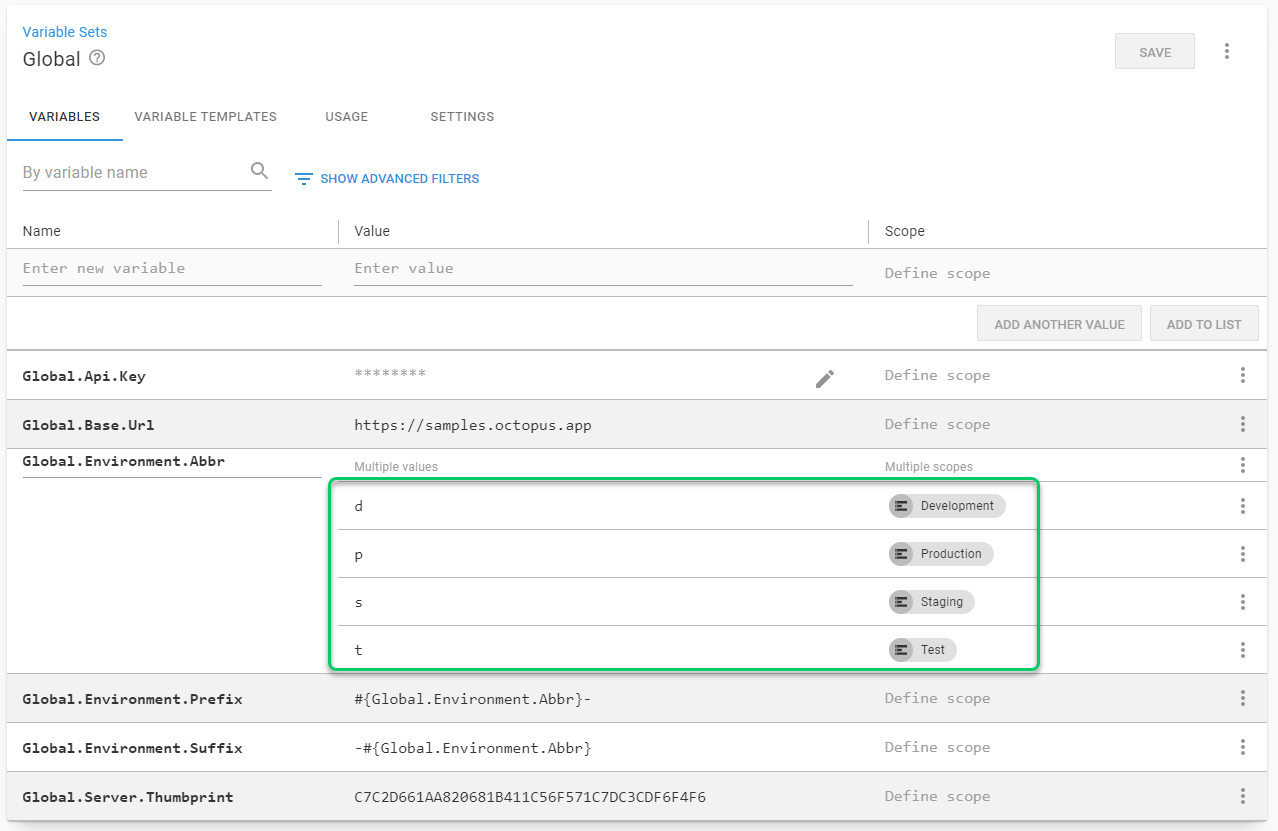 Variable Sets
Global ?
SAVE
VARIABLES VARIABLE TEMPLATES USAGE SETTINGS
By variable name
SHOW ADVANCED FILTERS
Name Value Scope
Enter new variable Enter value Define scope
ADD ANOTHER VALUE ADD TO LIST
Global.Api.Key ******** Define scope
Global.Base.Url https://samples.octopus.app Define scope
Global.Environment.Abbr Multiple values Multiple scopes
d Development
p Production
s Staging
t Test
Global.Environment.Prefix #{Global.Environment.Abbr}- Define scope
Global.Environment.Suffix -#{Global.Environment.Abbr} Define scope
Global.Server.Thumbprint C7C2D661AA820681B411C56F571C7DC3CDF6F4F6 Define scope